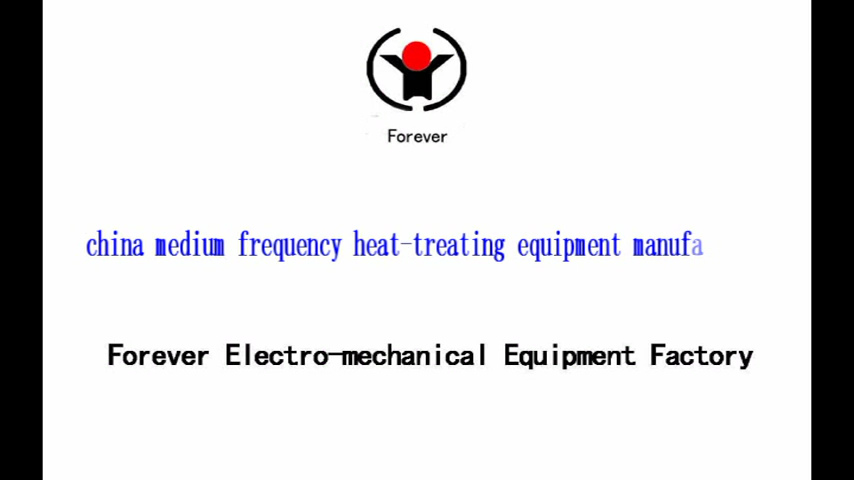 Forever
china medium frequency heat-treating equipment manufa
Forever Electro-mechanical Equipment Factory